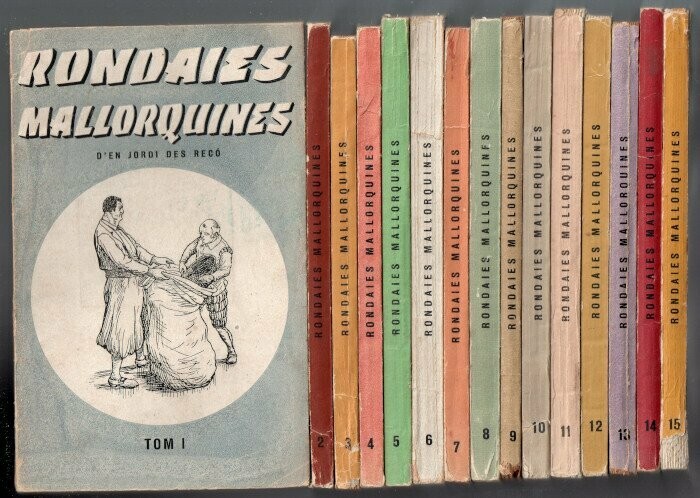 RONDAIES
MALLORQUINES
D'EN JORDI DES RECÓ
TOM I
RONDAIES MALLORQUINES 2
RONDAIES MALLORQUINES 3
RONDAIES MALLORQUINES 4
RONDAIES MALLORQUINES 5
RONDAIES MALLORQUINES 6
RONDAIES MALLORQUINES 7
RONDAIES MALLORQUINES 8
RONDAIES MALLORQUINES 9
RONDAIES MALLORQUINES 10
RONDAIES MALLORQUINES 11
RONDAIES MALLORQUINES 12
RONDAIES MALLORQUINES 13
RONDAIES MALLORQUINES 14
RONDAIES MALLORQUINES 15